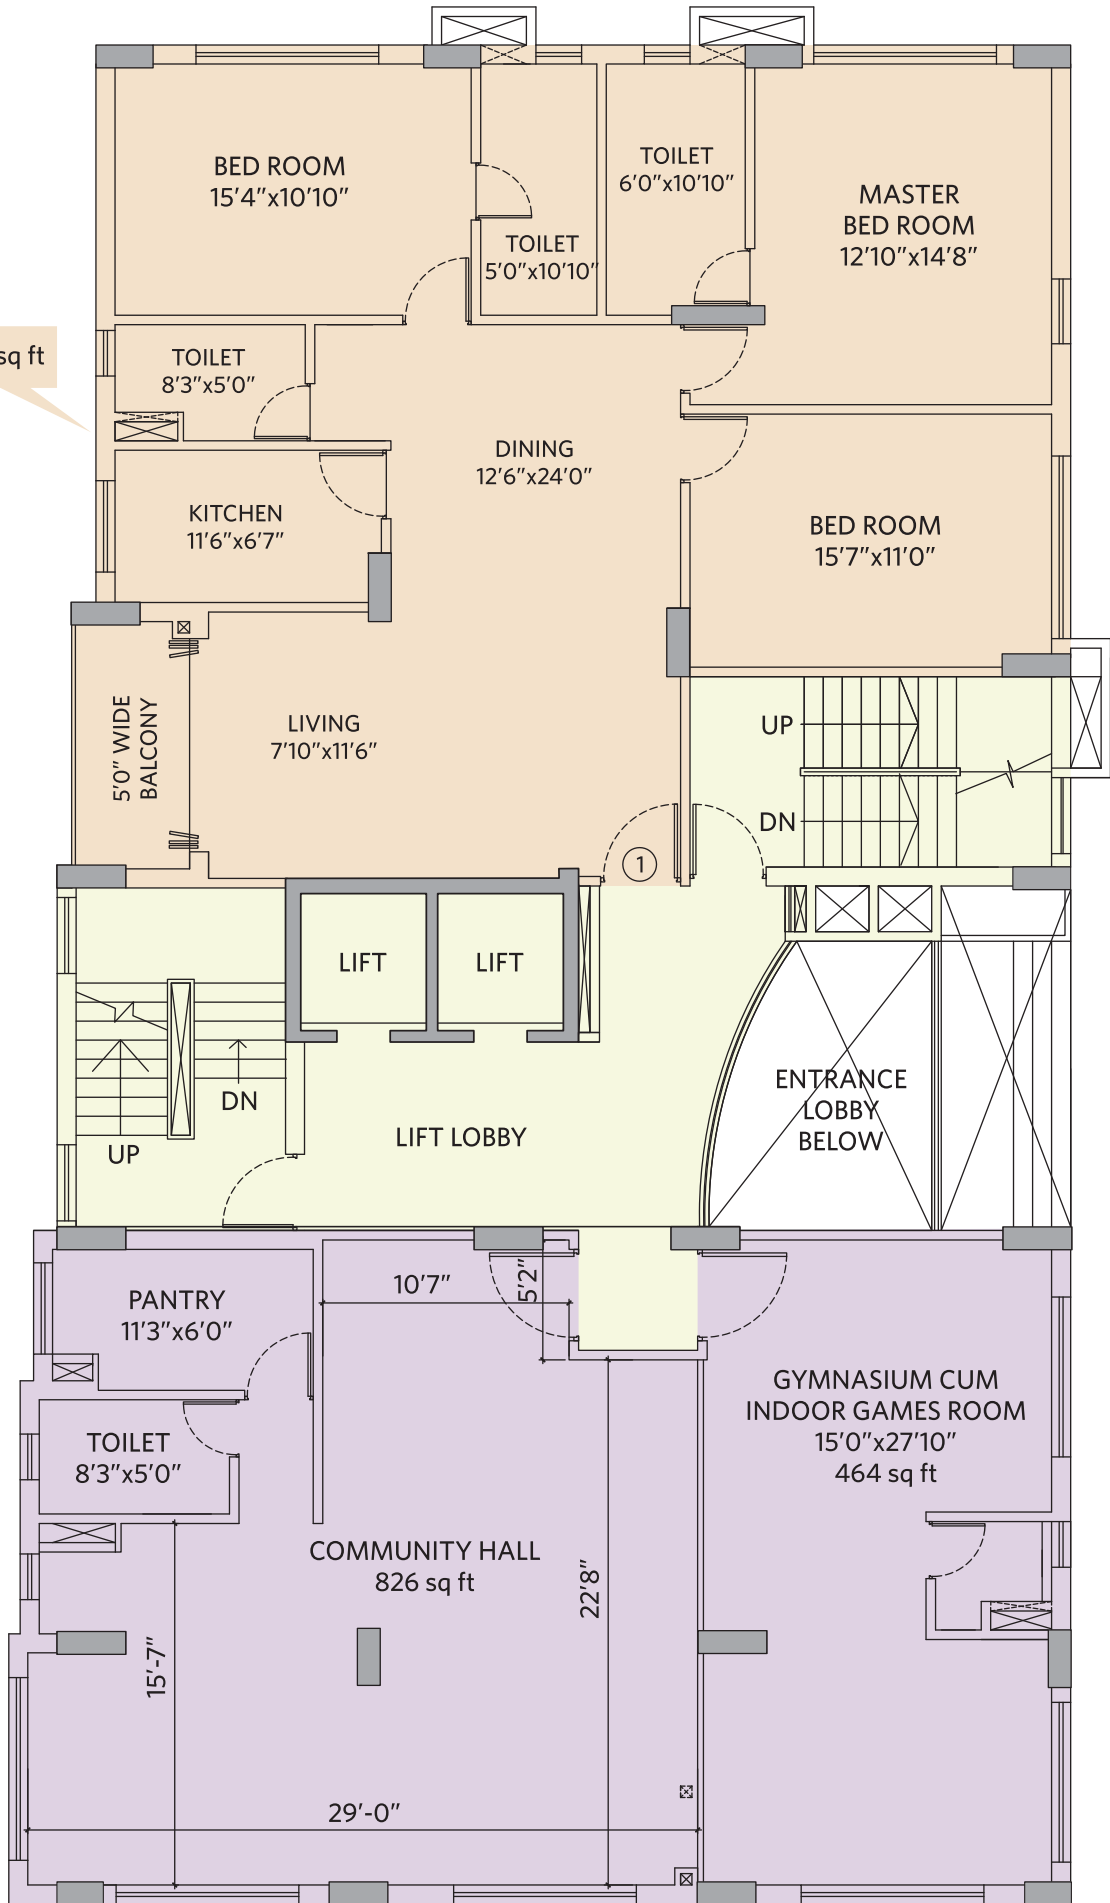 BED ROOM
15'4"x10'10"
TOILET
5'0"x10'10"
TOILET
6'0"x10'10"
MASTER
BED ROOM
12'10"x14'8"
sq ft
TOILET
8'3"x5'0"
DINING
12'6"x24'0"
KITCHEN
11'6"x6'7"
BED ROOM
15'7"x11'0"
5'0" WIDE
BALCONY
LIVING
7'10"x11'6"
UP
DN
1
LIFT
LIFT
DN
UP
LIFT LOBBY
ENTRANCE
LOBBY
BELOW
PANTRY
11'3"x6'0"
10'7"
5'2"
TOILET
8'3"x5'0"
GYMNASIUM CUM
INDOOR GAMES ROOM
15'0"x27'10"
464 sq ft
COMMUNITY HALL
826 sq ft
22'8"
15'-7"
29'-0"